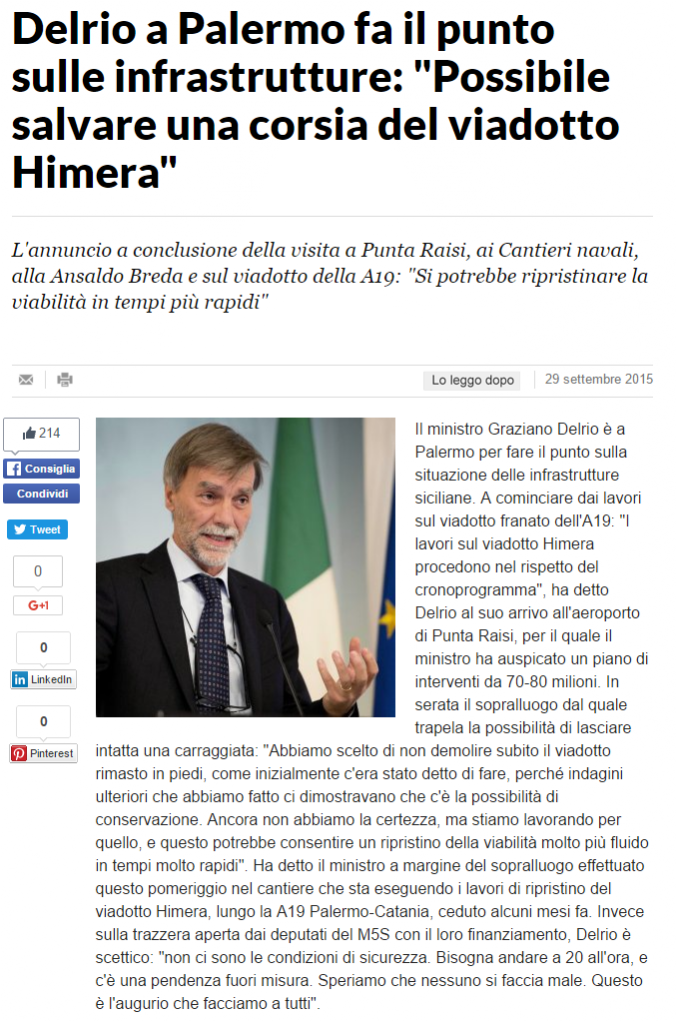 Delrio a Palermo fa il punto
sulle infrastrutture: "Possibile
salvare una corsia del viadotto
Himera"
L'annuncio a conclusione della visita a Punta Raisi, ai Cantieri navali,
alla Ansaldo Breda e sul viadotto della A19: "Si potrebbe ripristinare la
viabilità in tempi più rapidi"
Lo leggo dopo
29 settembre 2015
214
Consiglia
Condividi
Tweet
0
G+1
0
LinkedIn
0
Pinterest
Il ministro Graziano Delrio è a
Palermo per fare il punto sulla
situazione delle infrastrutture
siciliane. A cominciare dai lavori
sul viadotto franato dell'A19: "I
lavori sul viadotto Himera
procedono nel rispetto del
cronoprogramma", ha detto
Delrio al suo arrivo all'aeroporto
di Punta Raisi, per il quale il
ministro ha auspicato un piano di
interventi da 70-80 milioni. In
serata il sopralluogo dal quale
trapela la possibilità di lasciare
intatta una carraggiata: "Abbiamo scelto di non demolire subito il viadotto
rimasto in piedi, come inizialmente c'era stato detto di fare, perché indagini
ulteriori che abbiamo fatto ci dimostravano che c'è la possibilità di
conservazione. Ancora non abbiamo la certezza, ma stiamo lavorando per
quello, e questo potrebbe consentire un ripristino della viabilità molto più fluido
in tempi molto rapidi". Ha detto il ministro a margine del sopralluogo effettuato
questo pomeriggio nel cantiere che sta eseguendo i lavori di ripristino del
viadotto Himera, lungo la A19 Palermo-Catania, ceduto alcuni mesi fa. Invece
sulla trazzera aperta dai deputati del M5S con il loro finanziamento, Delrio è
scettico: "non ci sono le condizioni di sicurezza. Bisogna andare a 20 all'ora, e
c'è una pendenza fuori misura. Speriamo che nessuno si faccia male. Questo
è l'augurio che facciamo a tutti".